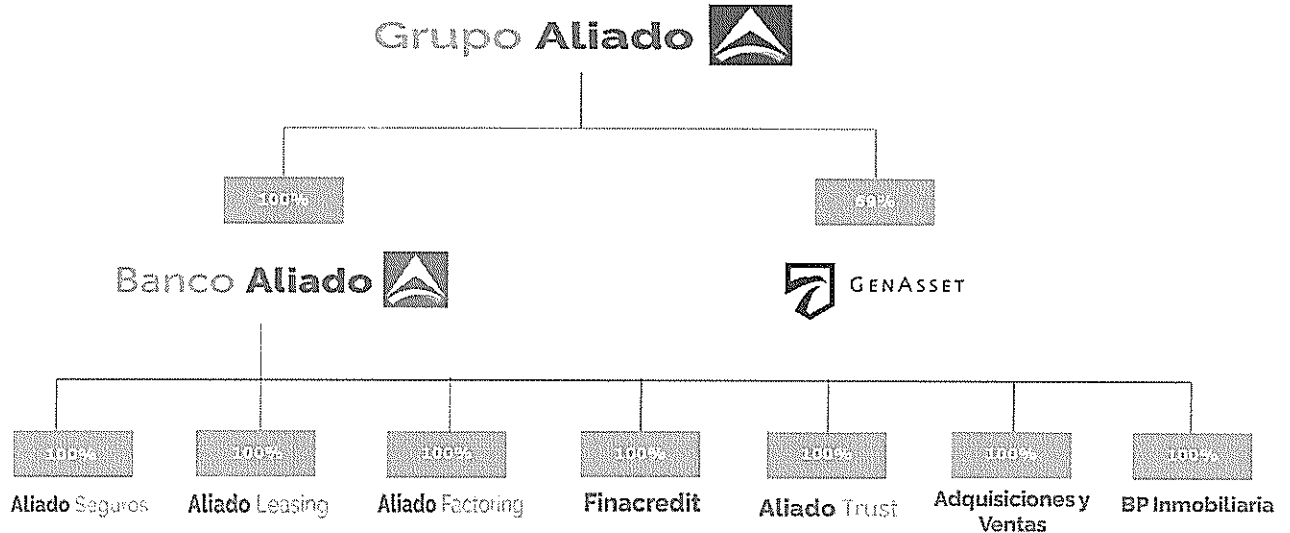 Grupo Aliado
100%
Banco Aliado
GENASSET
100%
100%
100%
100%
100%
100%
100%
Aliado Seguros
Aliado Leasing
Aliado Factoring
Finacredit
Aliado Trust
Adquisiciones y
Ventas
BP Inmobiliaria